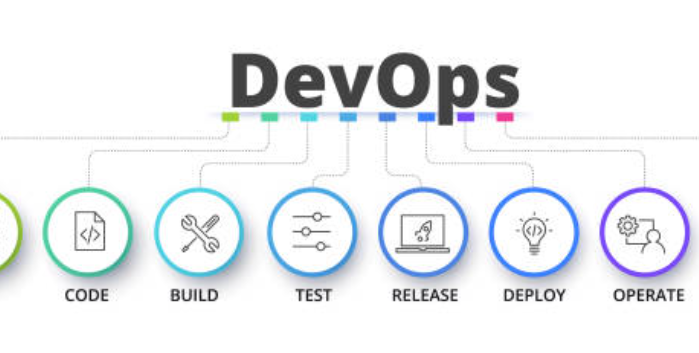 DevOps
CODE BUILD TEST RELEASE DEPLOY OPERATE